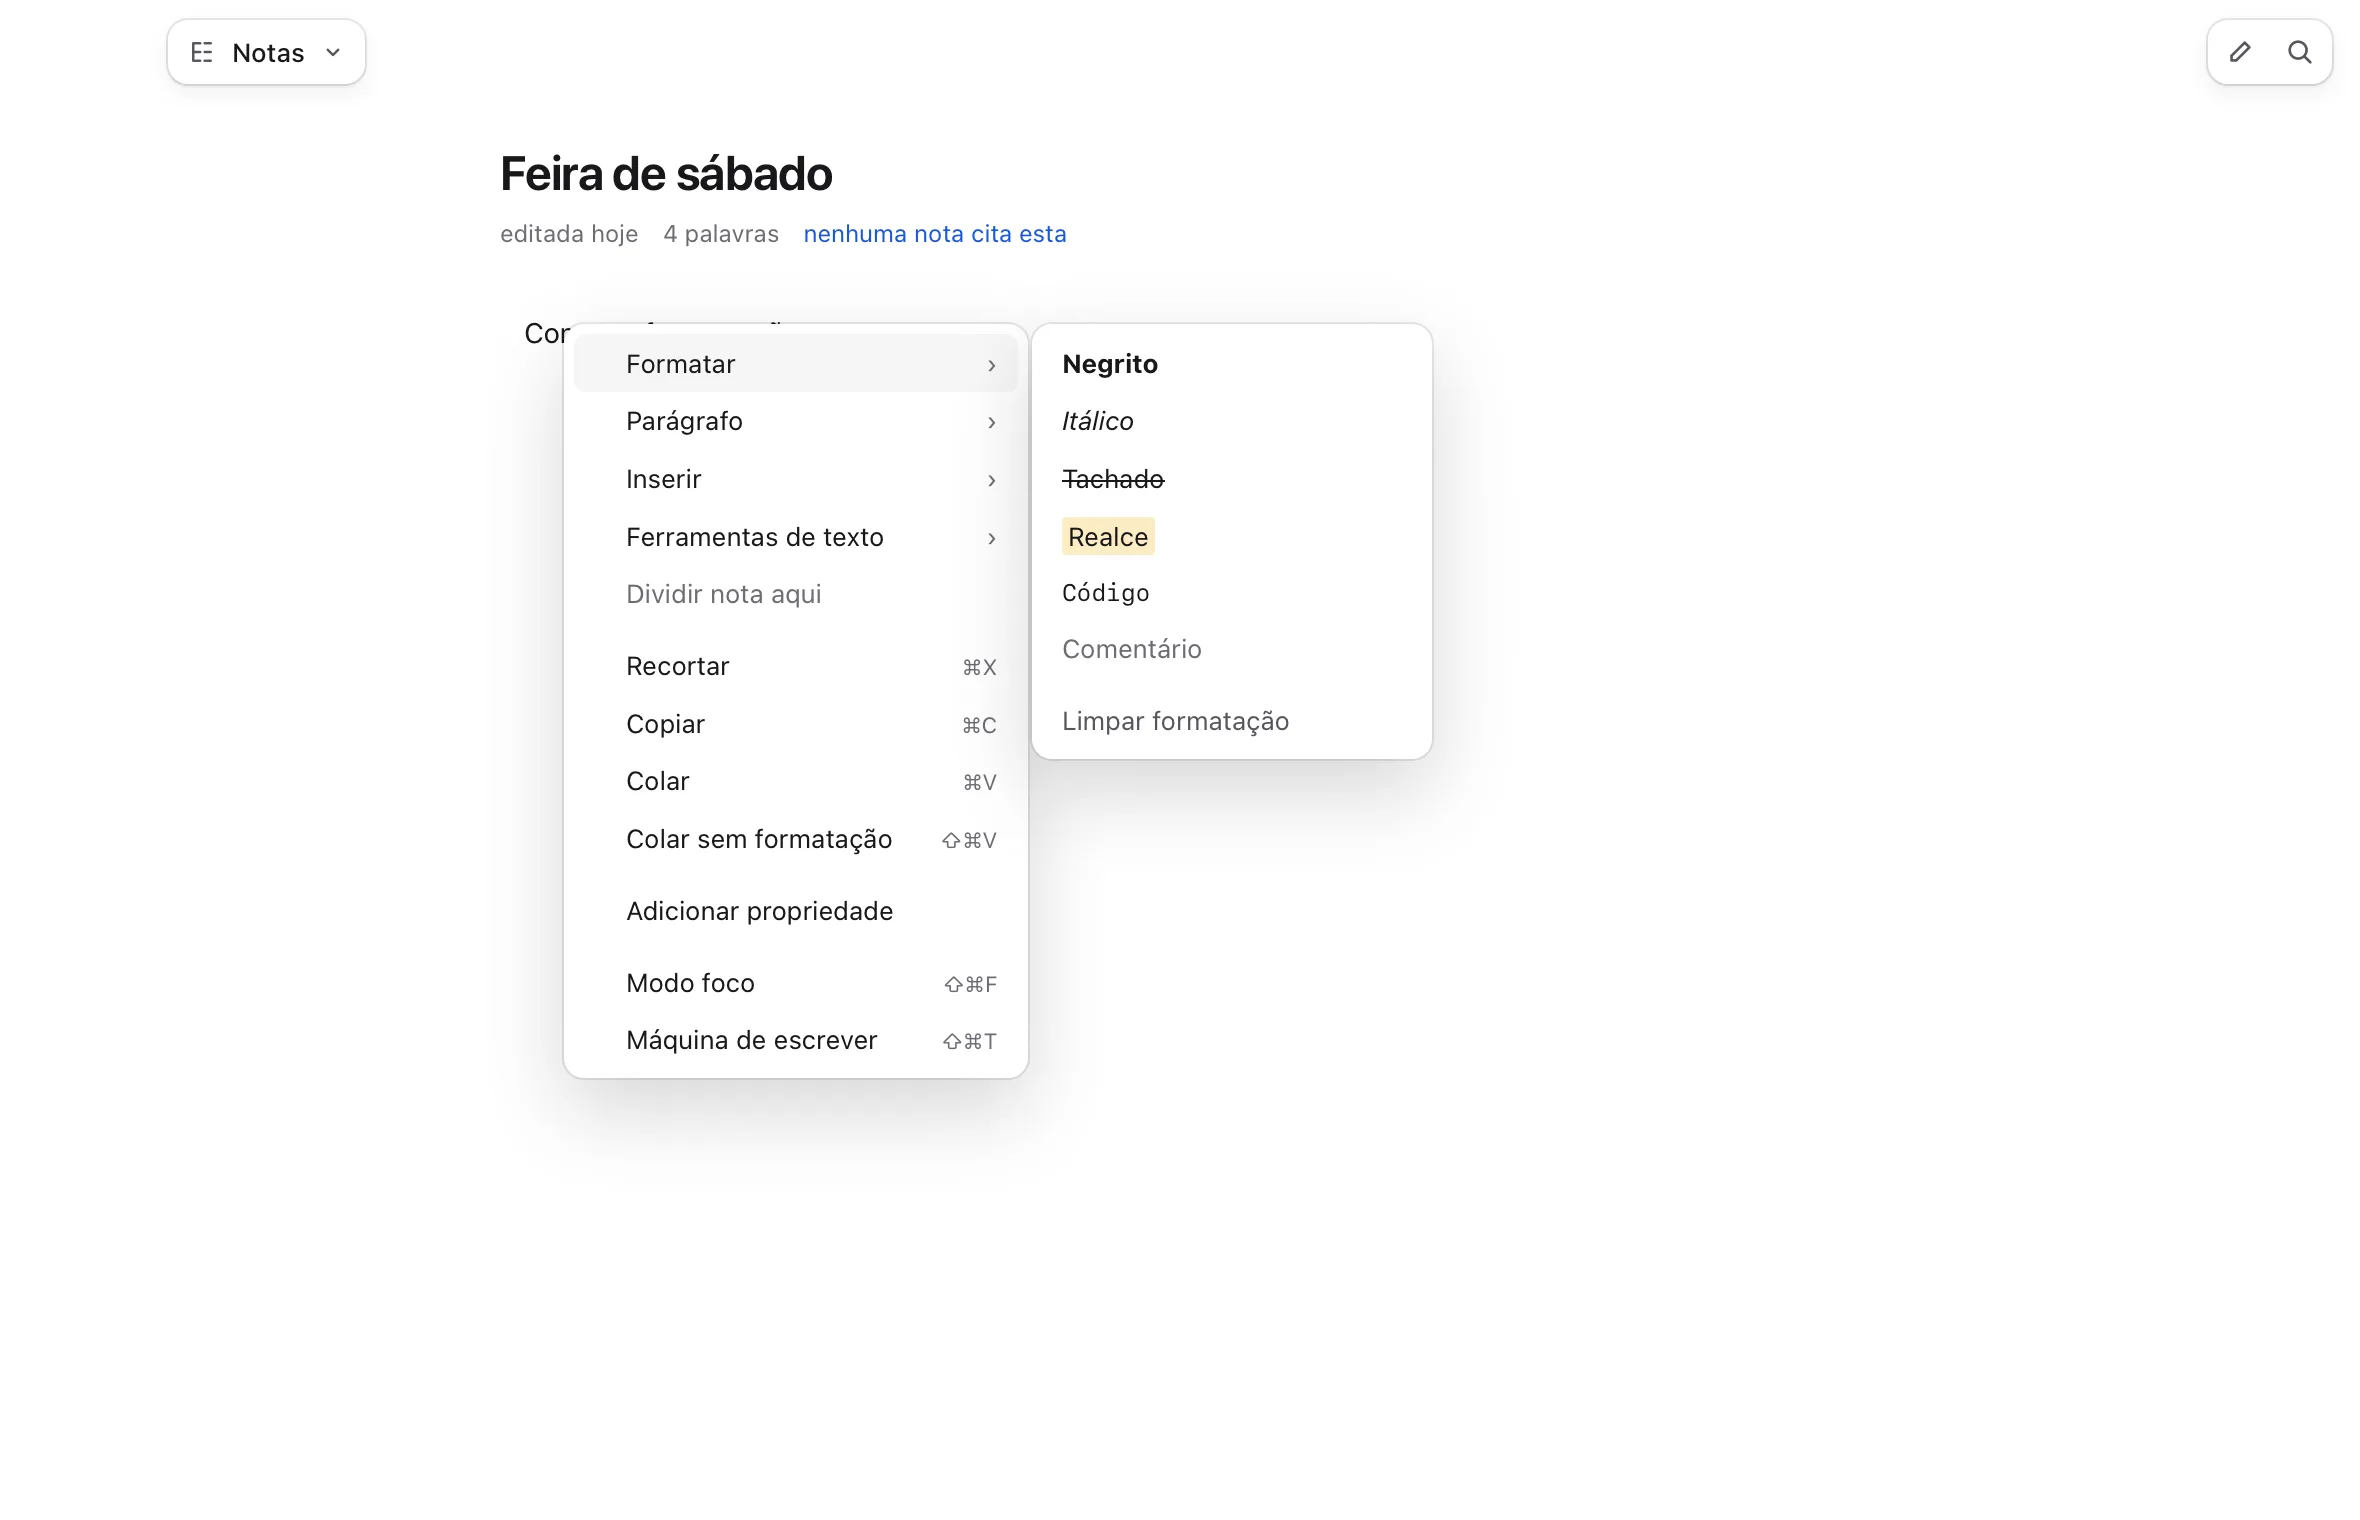 Notas
Feira de sábado
editada hoje 4 palavras nenhuma nota cita esta
Formatar
Parágrafo
Inserir
Ferramentas de texto
Dividir nota aqui
Recortar ⌘X
Copiar ⌘C
Colar ⌘V
Colar sem formatação ⇧⌘V
Adicionar propriedade
Modo foco ⇧⌘F
Máquina de escrever ⇧⌘T
Negrito
Itálico
Tachado
Realce
Código
Comentário
Limpar formatação